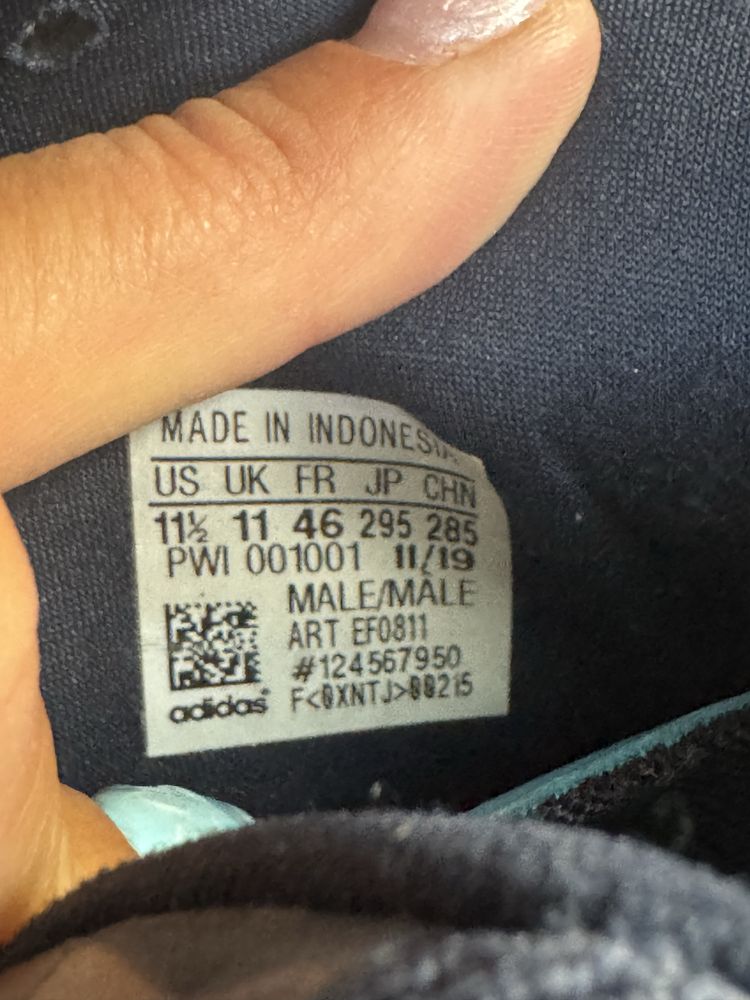 MADE IN INDONESIA
US UK FR JP CHN
11½ 11 46 295 285
PWI 001001 11/19
MALE/MALE
ART EF0811
#124567950
F<0XNTJ>00215
adidas